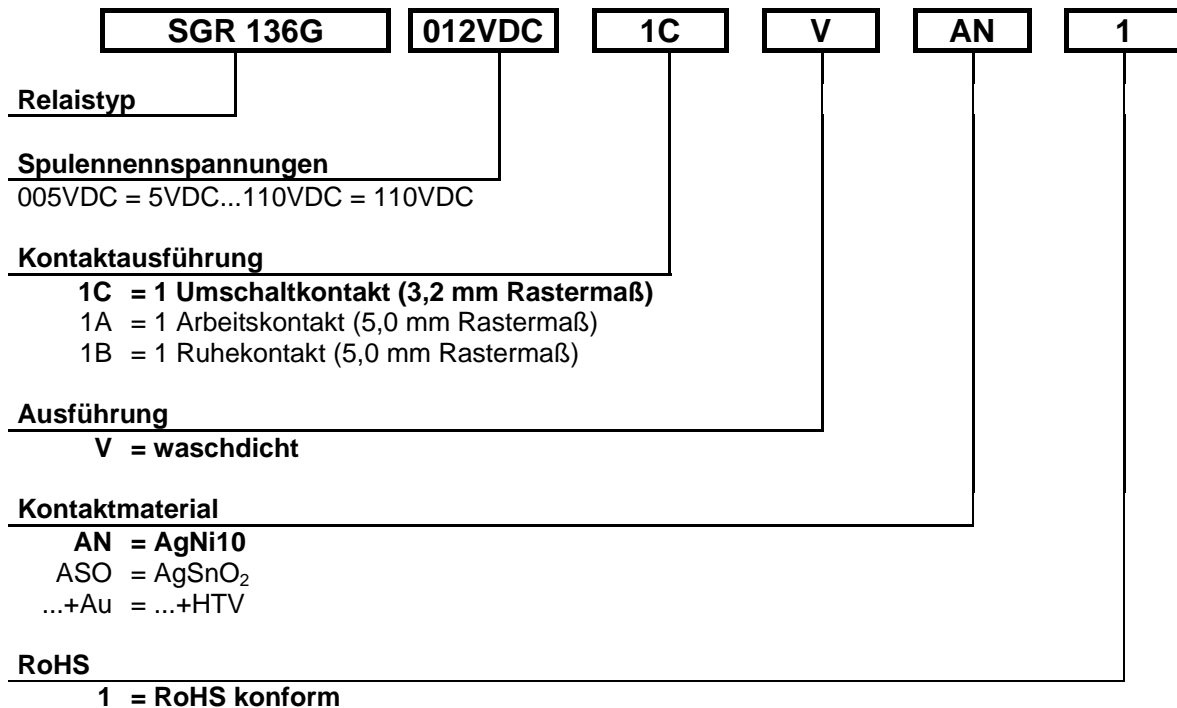 SGR 136G 012VDC 1C V AN 1
Relaistyp
Spulennennspannungen
005VDC = 5VDC...110VDC = 110VDC
Kontaktausführung
1C = 1 Umschaltkontakt (3,2 mm Rastermaß)
1A = 1 Arbeitskontakt (5,0 mm Rastermaß)
1B = 1 Ruhekontakt (5,0 mm Rastermaß)
Ausführung
V = waschdicht
Kontaktmaterial
AN = AgNi10
ASO = AgSnO₂
...+Au = ...+HTV
RoHS
1 = RoHS konform